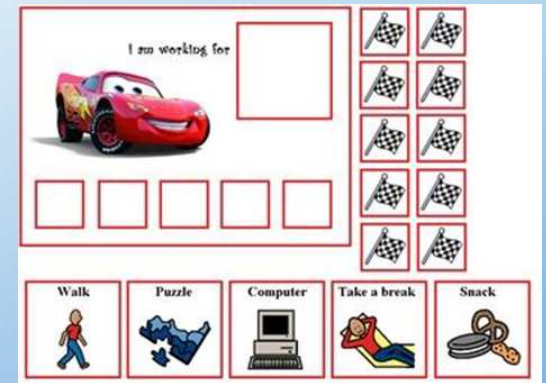 I am working for
Walk
Puzzle
Computer
Take a break
Snack